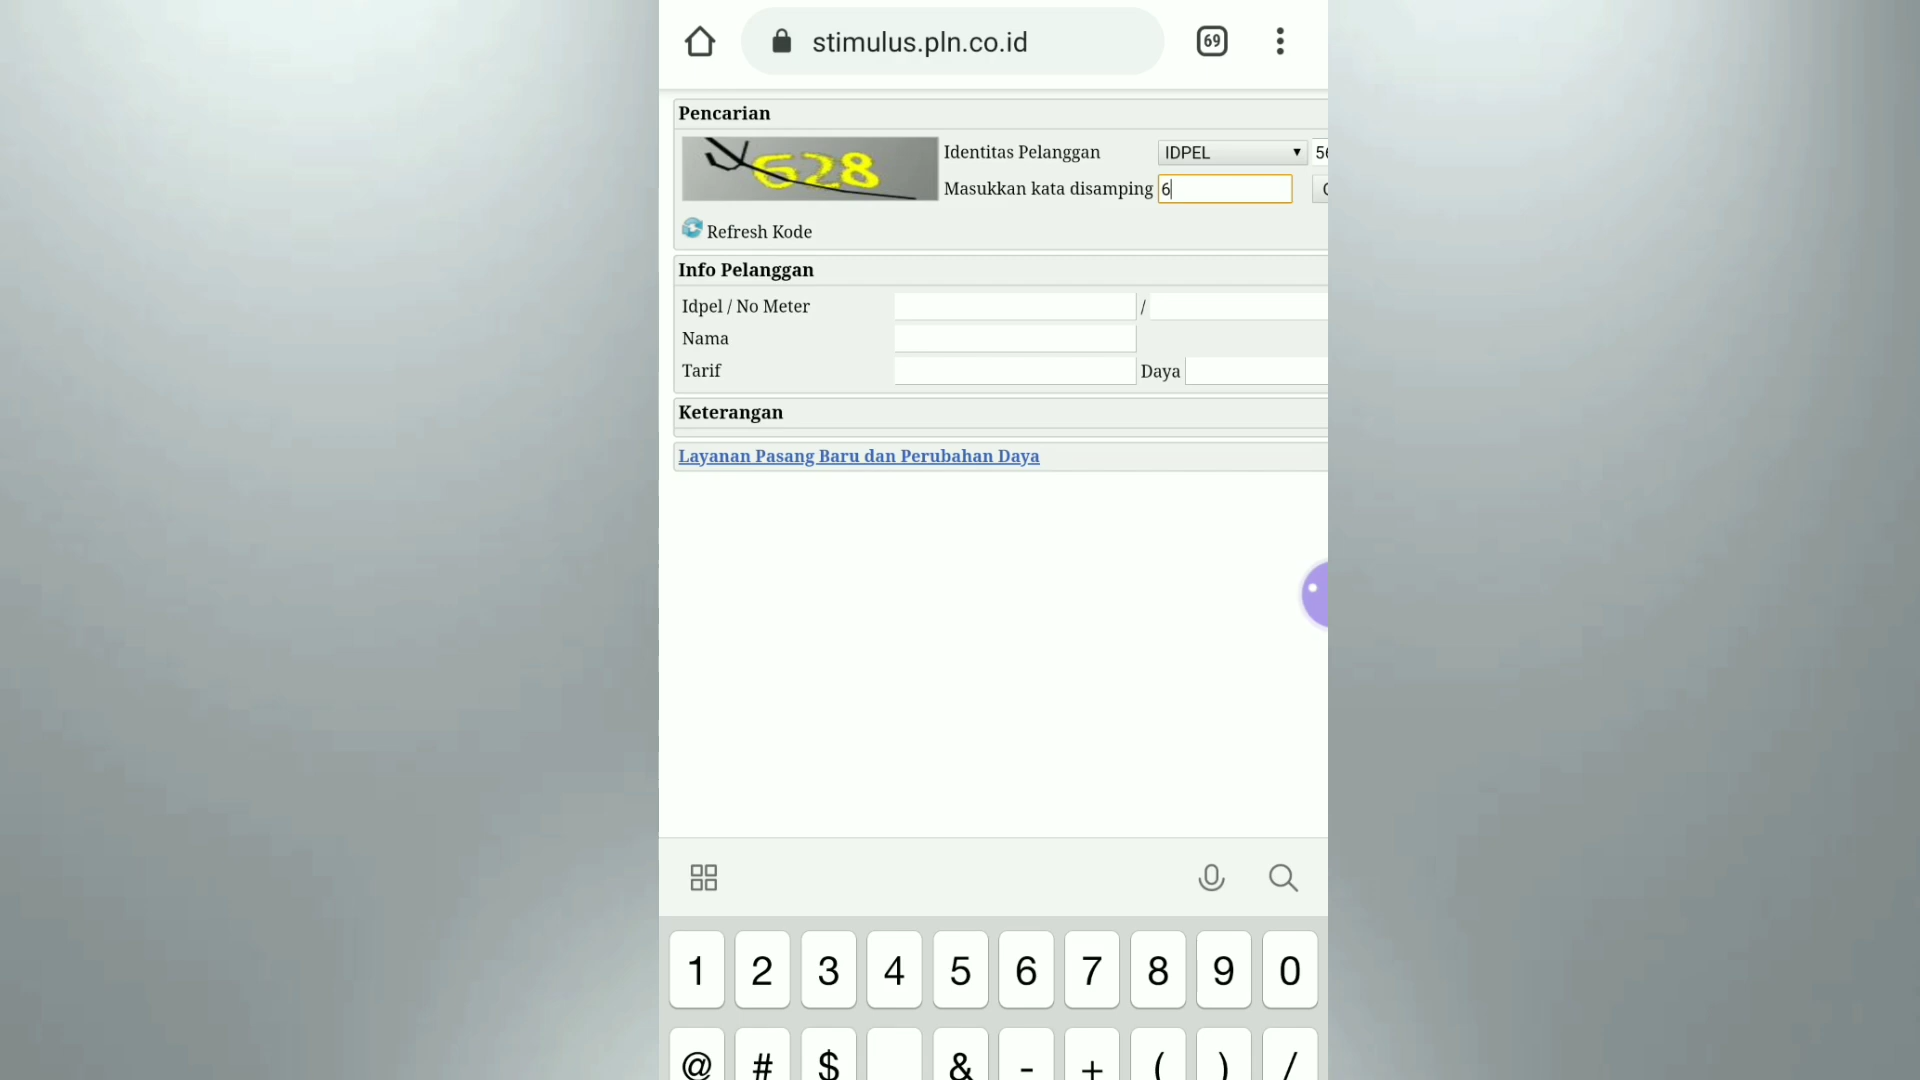 stimulus.pln.co.id
69
Pencarian
628
Identitas Pelanggan
IDPEL
56
Masukkan kata disamping
6
Refresh Kode
Info Pelanggan
Idpel / No Meter
/
Nama
Tarif
Daya
Keterangan
Layanan Pasang Baru dan Perubahan Daya
1 2 3 4 5 6 7 8 9 0
@ # $ & - + ( ) /